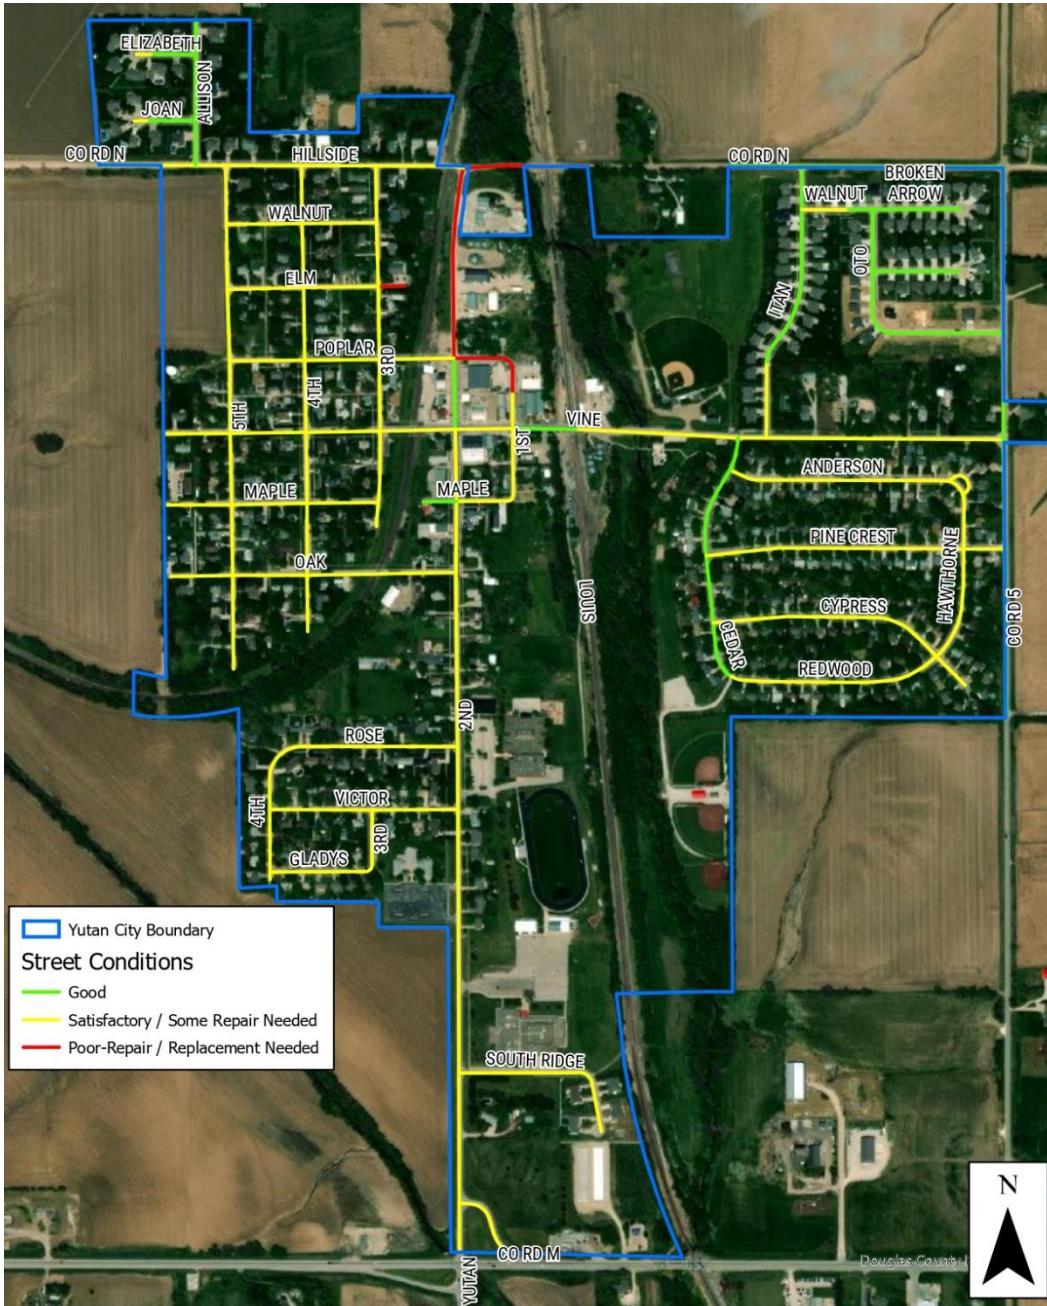 ELIZABETH
ALLISON
JOAN
CO RD N
HILLSIDE
CO RD N
BROKEN
ARROW
WALNUT
WALNUT
OTO
ELM
ITAN
POPLAR
3RD
4TH
5TH
VINE
1ST
ANDERSON
MAPLE
MAPLE
PINE CREST
OAK
HAWTHORNE
LOUIS
CYPRESS
CO RD 5
CEDAR
REDWOOD
2ND
ROSE
VICTOR
4TH
3RD
GLADYS
Yutan City Boundary
Street Conditions
Good
Satisfactory / Some Repair Needed
Poor-Repair / Replacement Needed
SOUTH RIDGE
N
CO RD M
YUTAN
Douglas County